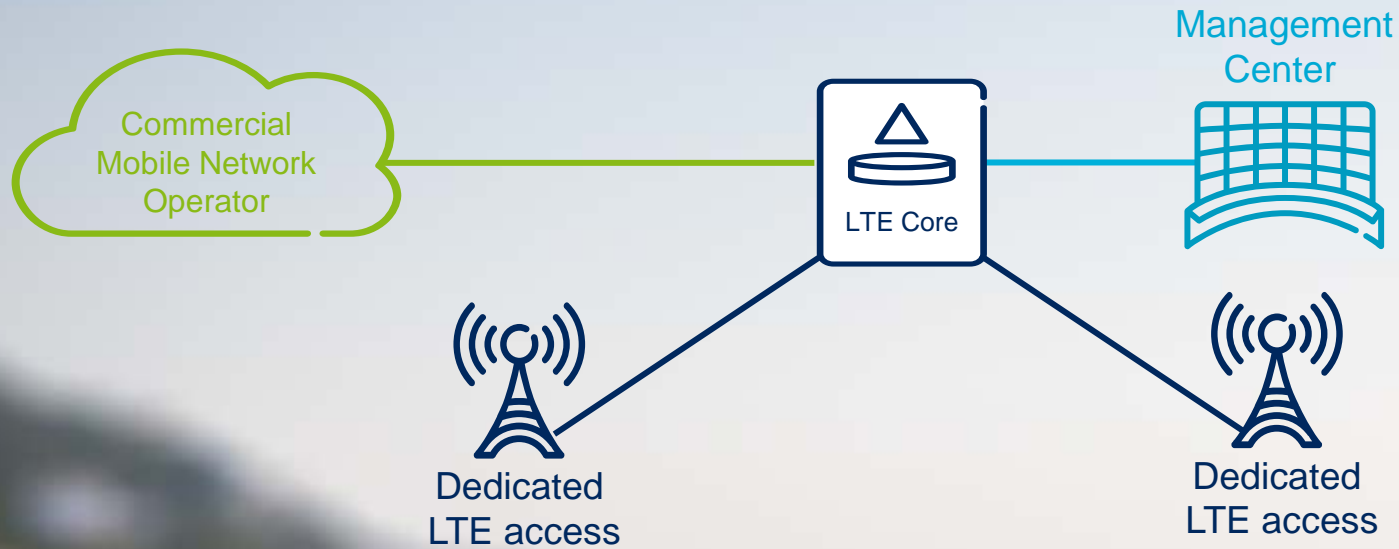 Management
Center
Commercial
Mobile Network
Operator
LTE Core
Dedicated
LTE access
Dedicated
LTE access